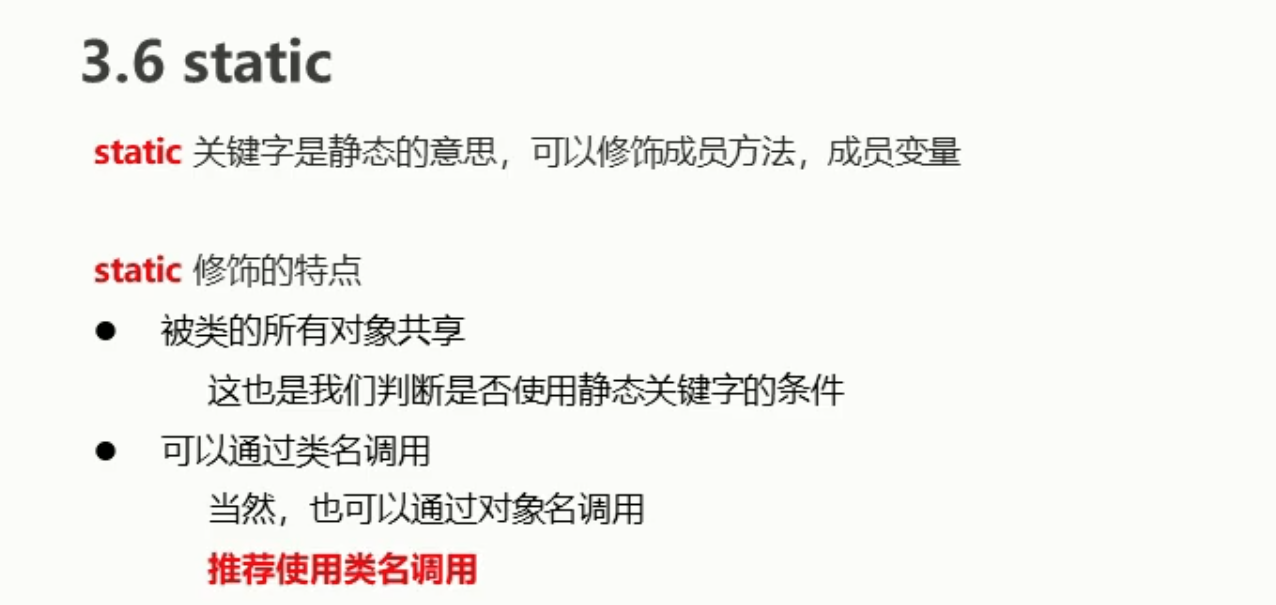 3.6 static
static 关键字是静态的意思，可以修饰成员方法，成员变量
static 修饰的特点
● 被类的所有对象共享
这也是我们判断是否使用静态关键字的条件
● 可以通过类名调用
当然，也可以通过对象名调用
推荐使用类名调用